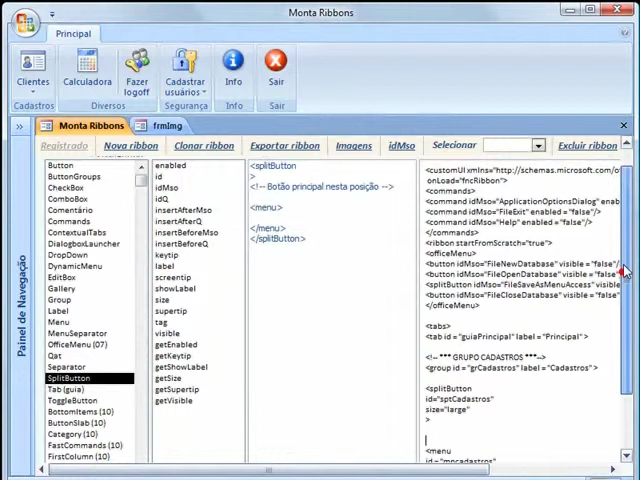 Monta Ribbons
Principal
Clientes
Calculadora
Fazer
logoff
Cadastrar
usuários
Info
Sair
Cadastros
Diversos
Segurança
Info
Sair
Monta Ribbons
frmImg
Registrado
Nova ribbon
Clonar ribbon
Exportar ribbon
Imagens
idMso
Selecionar
Excluir ribbon
Painel de Navegação
Button
ButtonGroups
CheckBox
ComboBox
Comentário
Commands
ContextualTabs
DialogboxLauncher
DropDown
DynamicMenu
EditBox
Gallery
Group
Label
Menu
MenuSeparator
OfficeMenu (07)
Qat
Separator
SplitButton
Tab (guia)
ToggleButton
BottomItems (10)
ButtonSlab (10)
Category (10)
FastCommands (10)
FirstColumn (10)
enabled
id
idMso
idQ
insertAfterMso
insertAfterQ
insertBeforeMso
insertBeforeQ
keytip
label
screentip
showLabel
size
supertip
tag
visible
getEnabled
getKeytip
getShowLabel
getSize
getSupertip
getVisible
<splitButton
>
<!-- Botão principal nesta posição -->
<menu>
</menu>
</splitButton>
<customUI xmlns="http://schemas.microsoft.com/o
onLoad="fncRibbon">
<commands>
<command idMso="ApplicationOptionsDialog" enab
<command idMso="FileExit" enabled ="false"/>
<command idMso="Help" enabled ="false"/>
</commands>
<ribbon startFromScratch="true">
<officeMenu>
<button idMso="FileNewDatabase" visible ="false"/
<button idMso="FileOpenDatabase" visible ="false"
<splitButton idMso="FileSaveAsMenuAccess" visible
<button idMso="FileCloseDatabase" visible ="false"
</officeMenu>
<tabs>
<tab id ="guiaPrincipal" label ="Principal">
<!-- *** GRUPO CADASTROS ***-->
<group id ="grCadastros" label ="Cadastros">
<splitButton
id="sptCadastros"
size="large"
>
<menu
id ="mncadastros"